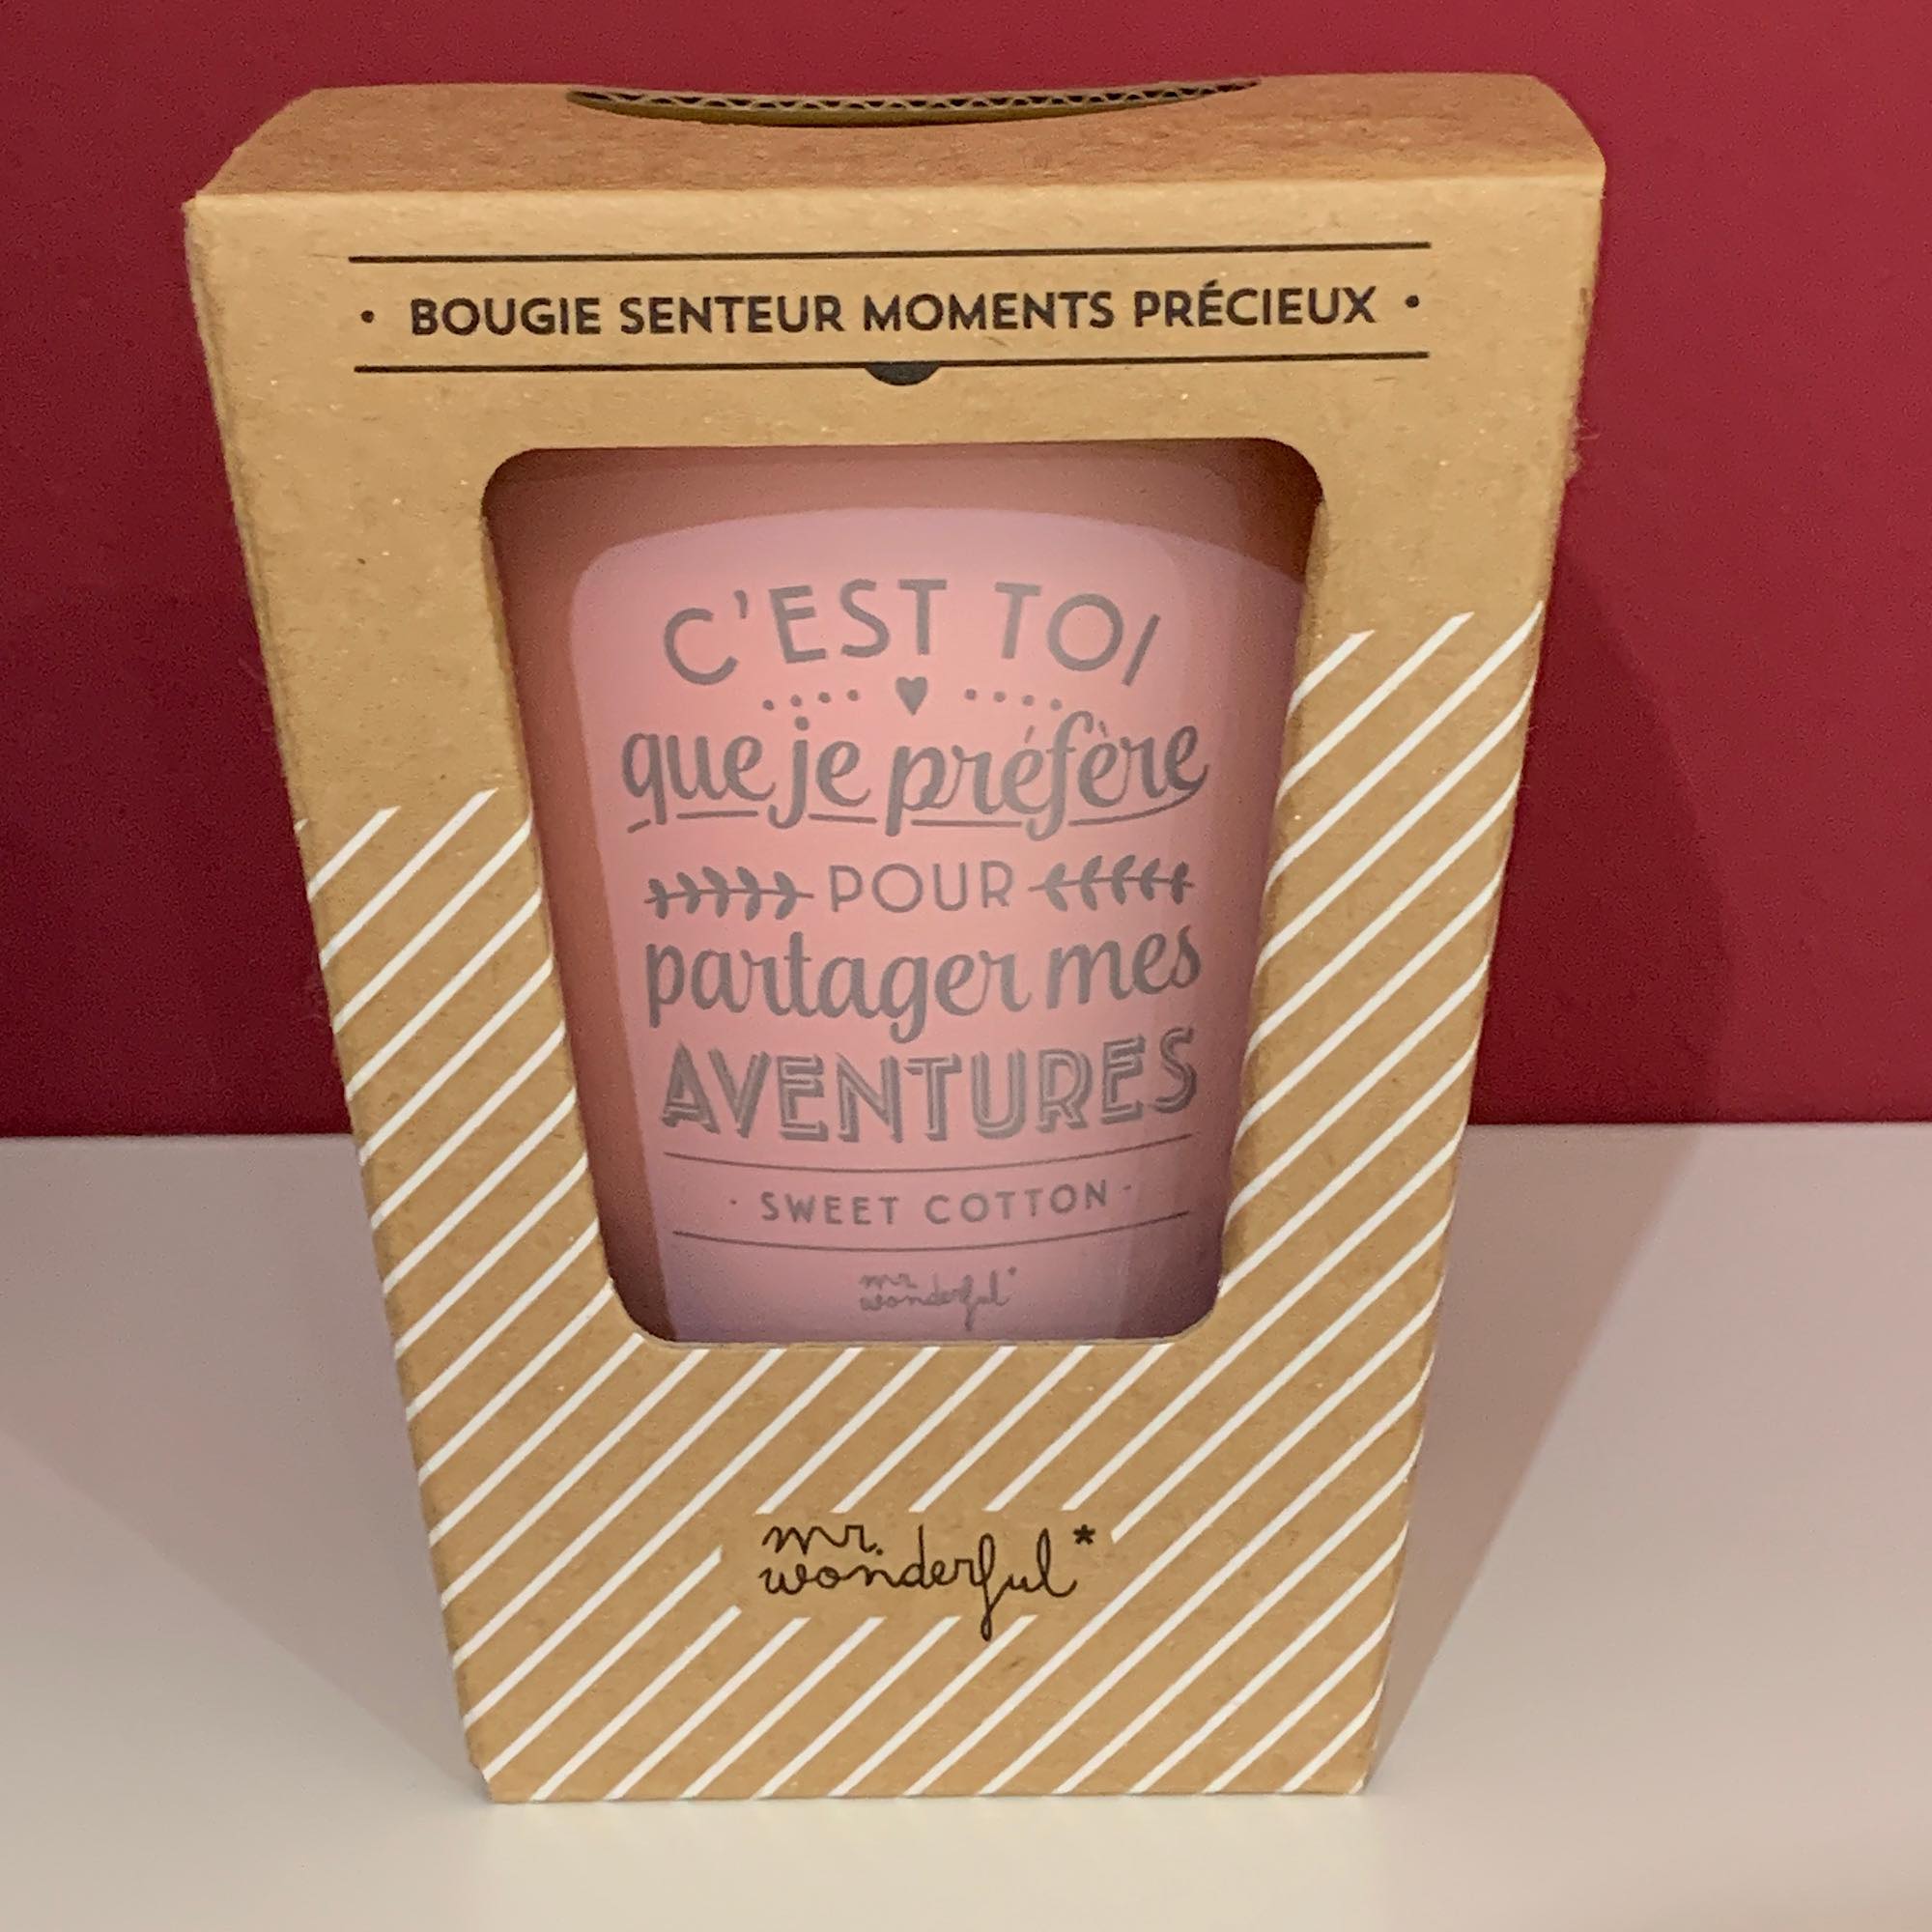 • BOUGIE SENTEUR MOMENTS PRÉCIEUX •
C'EST TOI
que je préfère
POUR
partager mes
AVENTURES
· SWEET COTTON ·
mr.
wonderful*
mr.
wonderful*